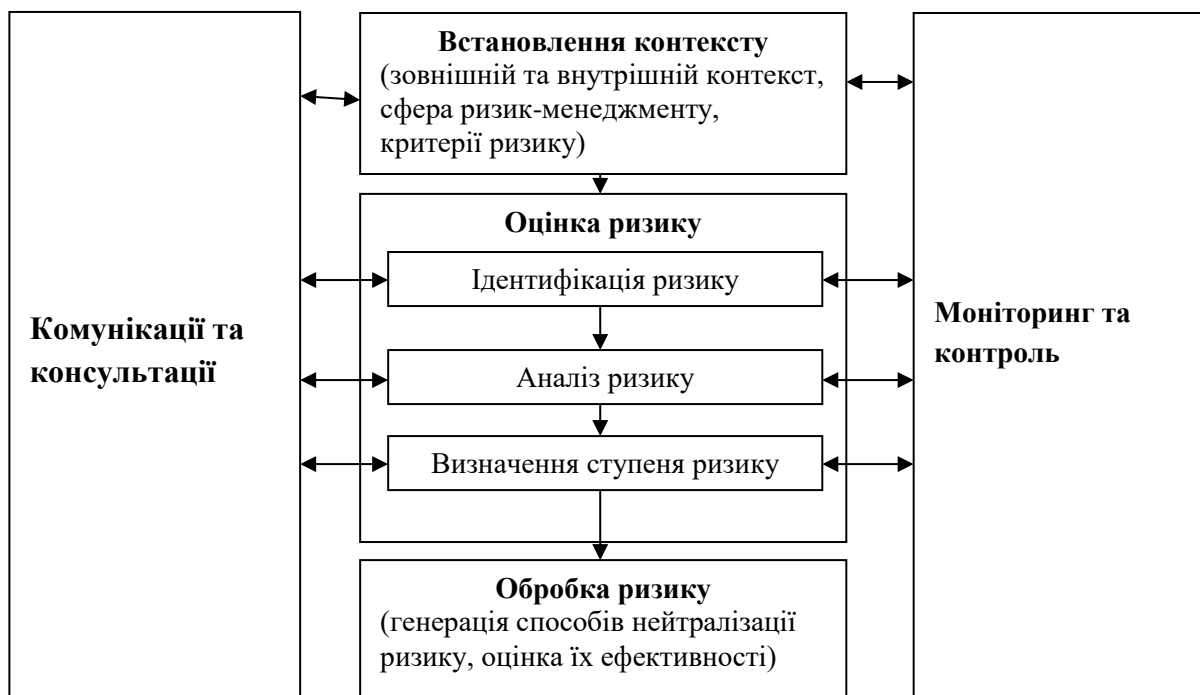 Встановлення контексту
(зовнішній та внутрішній контекст,
сфера ризик-менеджменту,
критерії ризику)
Оцінка ризику
Ідентифікація ризику
Комунікації та
консультації
Моніторинг та
контроль
Аналіз ризику
Визначення ступеня ризику
Обробка ризику
(генерація способів нейтралізації
ризику, оцінка їх ефективності)